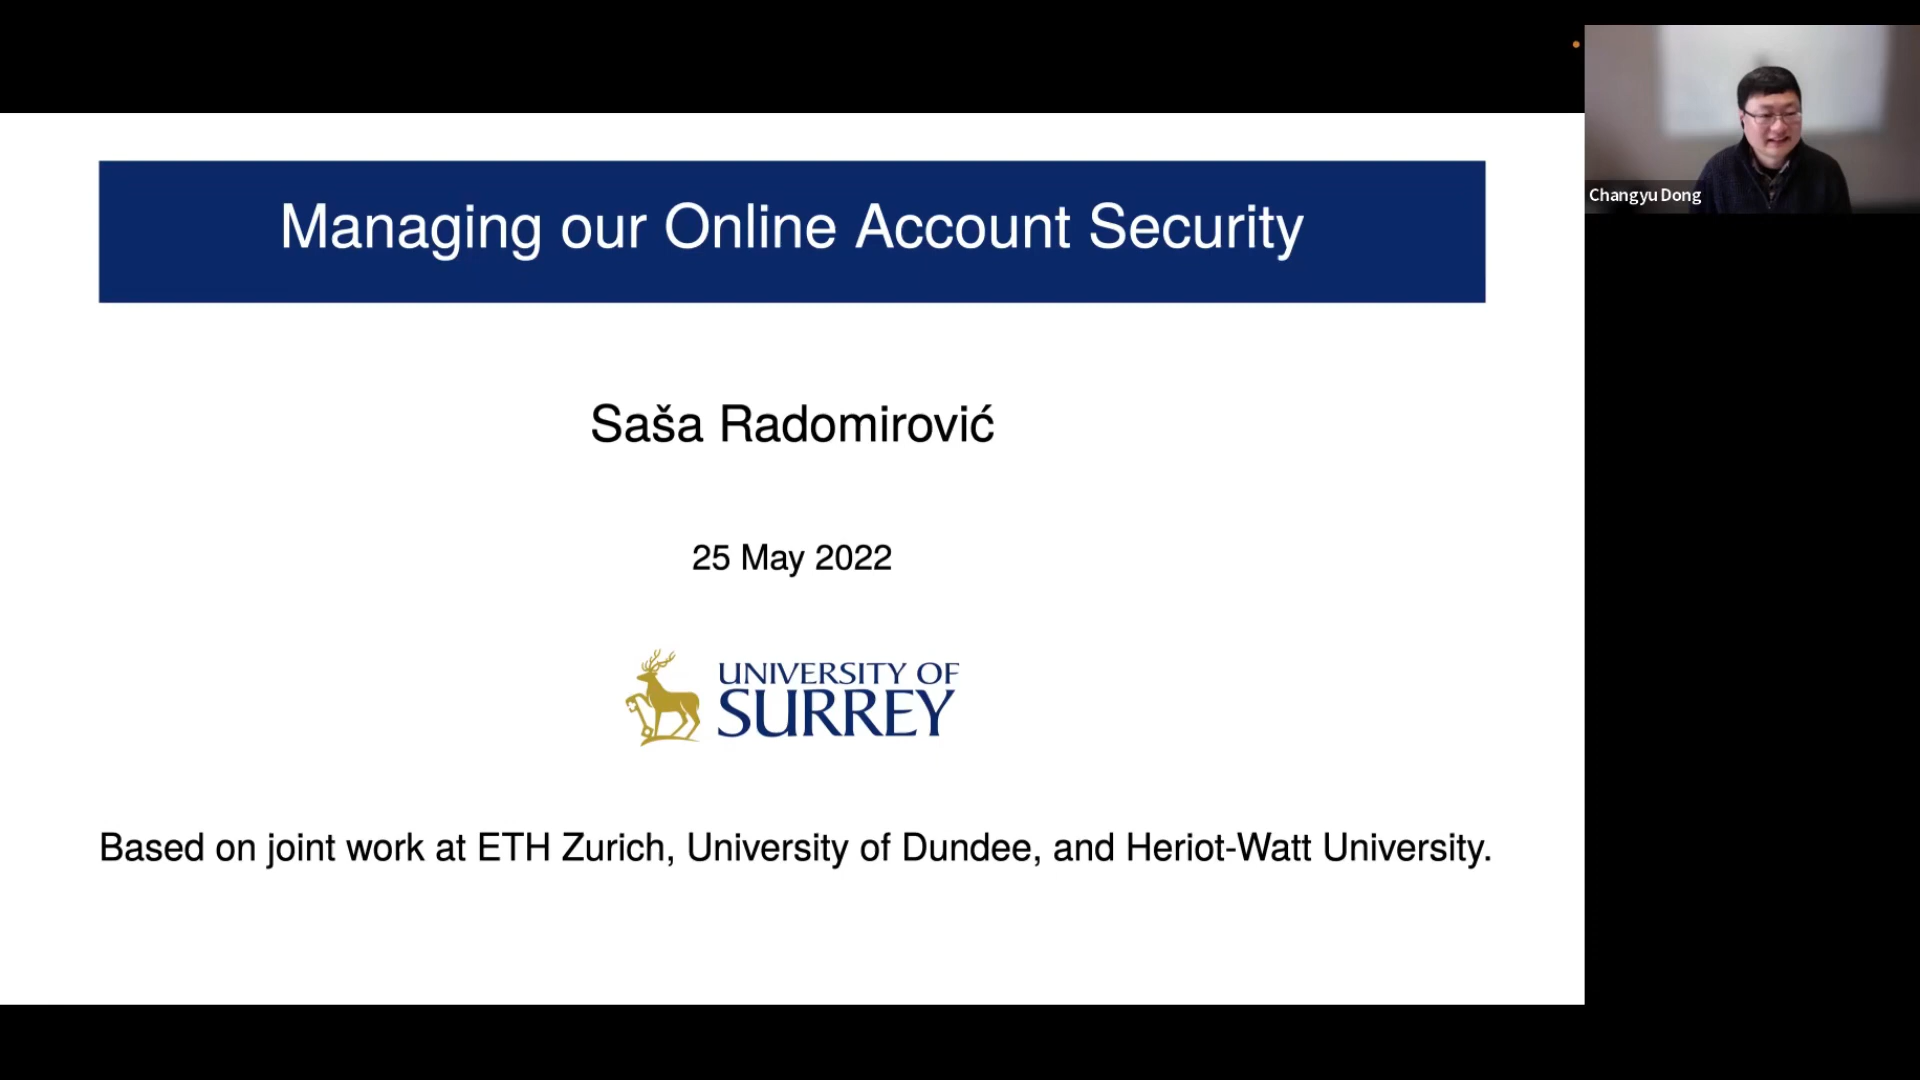 Managing our Online Account Security
Saša Radomirović
25 May 2022
UNIVERSITY OF
SURREY
Based on joint work at ETH Zurich, University of Dundee, and Heriot-Watt University.
Changyu Dong